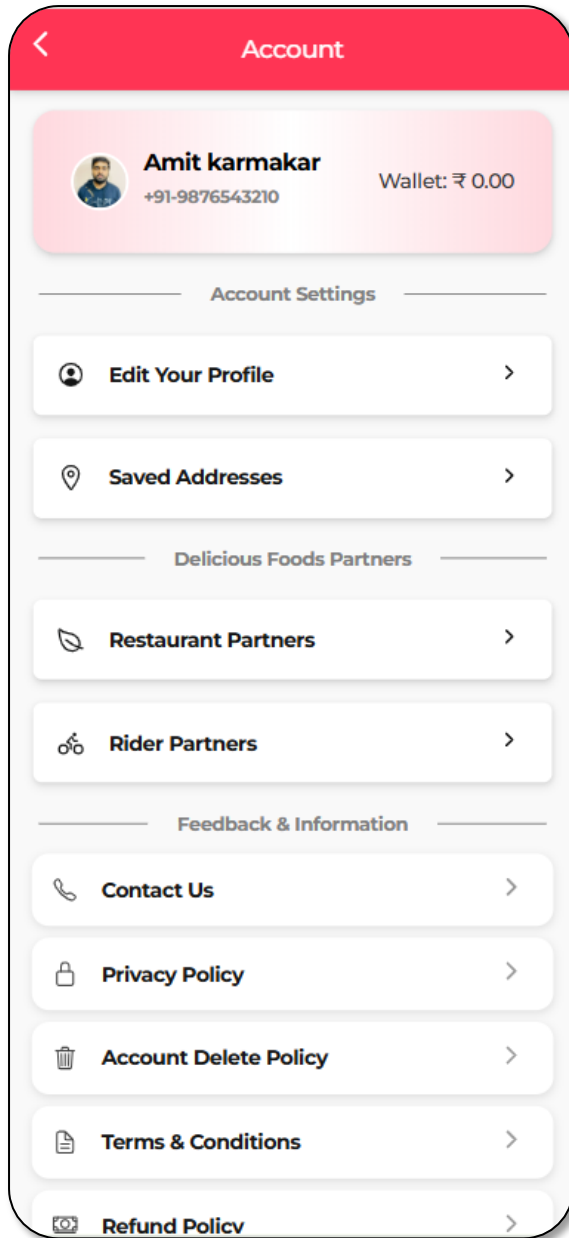 Account
Amit karmakar
+91-9876543210
Wallet: ₹ 0.00
Account Settings
Edit Your Profile
Saved Addresses
Delicious Foods Partners
Restaurant Partners
Rider Partners
Feedback & Information
Contact Us
Privacy Policy
Account Delete Policy
Terms & Conditions
Refund Policy